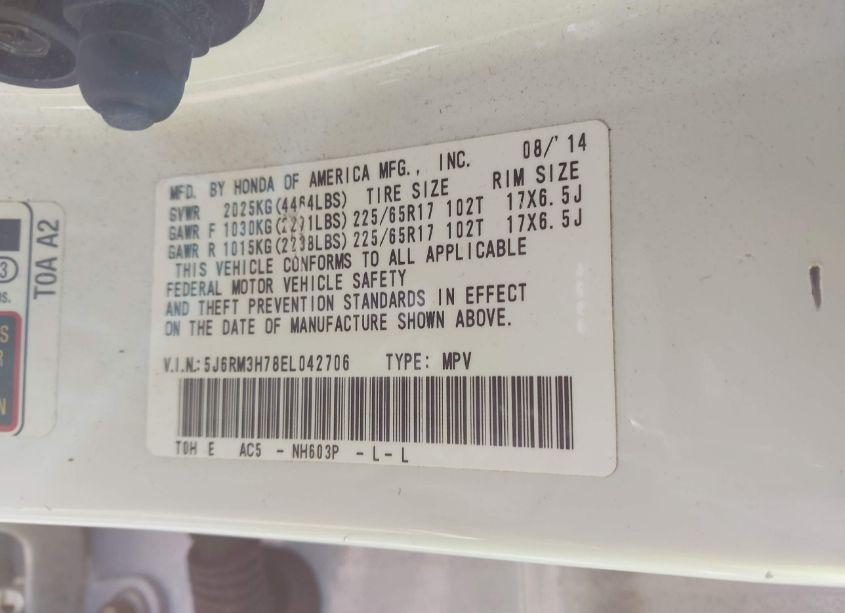 MFD. BY HONDA OF AMERICA MFG., INC. 08/'14
GVWR 2025KG(4464LBS) TIRE SIZE RIM SIZE
GAWR F 1030KG(2271LBS) 225/65R17 102T 17X6.5J
GAWR R 1015KG(2238LBS) 225/65R17 102T 17X6.5J
THIS VEHICLE CONFORMS TO ALL APPLICABLE
FEDERAL MOTOR VEHICLE SAFETY
AND THEFT PREVENTION STANDARDS IN EFFECT
ON THE DATE OF MANUFACTURE SHOWN ABOVE.
V.I.N.: 5J6RM3H78EL042706 TYPE: MPV
TOH E AC5 - NH603P - L - L
TOA A2